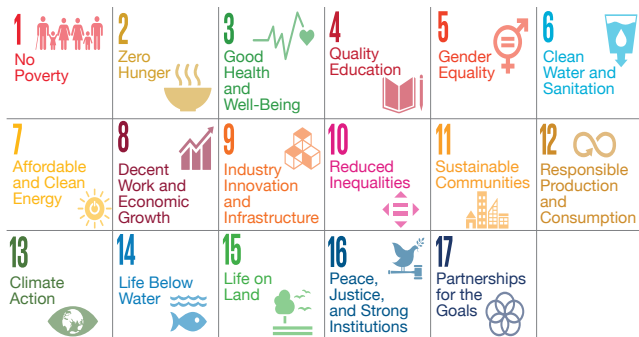 1
No
Poverty
2
Zero
Hunger
3
Good
Health
and
Well-Being
4
Quality
Education
5
Gender
Equality
6
Clean
Water and
Sanitation
7
Affordable
and Clean
Energy
8
Decent
Work and
Economic
Growth
9
Industry
Innovation
and
Infrastructure
10
Reduced
Inequalities
11
Sustainable
Communities
12
Responsible
Production
and
Consumption
13
Climate
Action
14
Life Below
Water
15
Life on
Land
16
Peace,
Justice,
and Strong
Institutions
17
Partnerships
for the
Goals